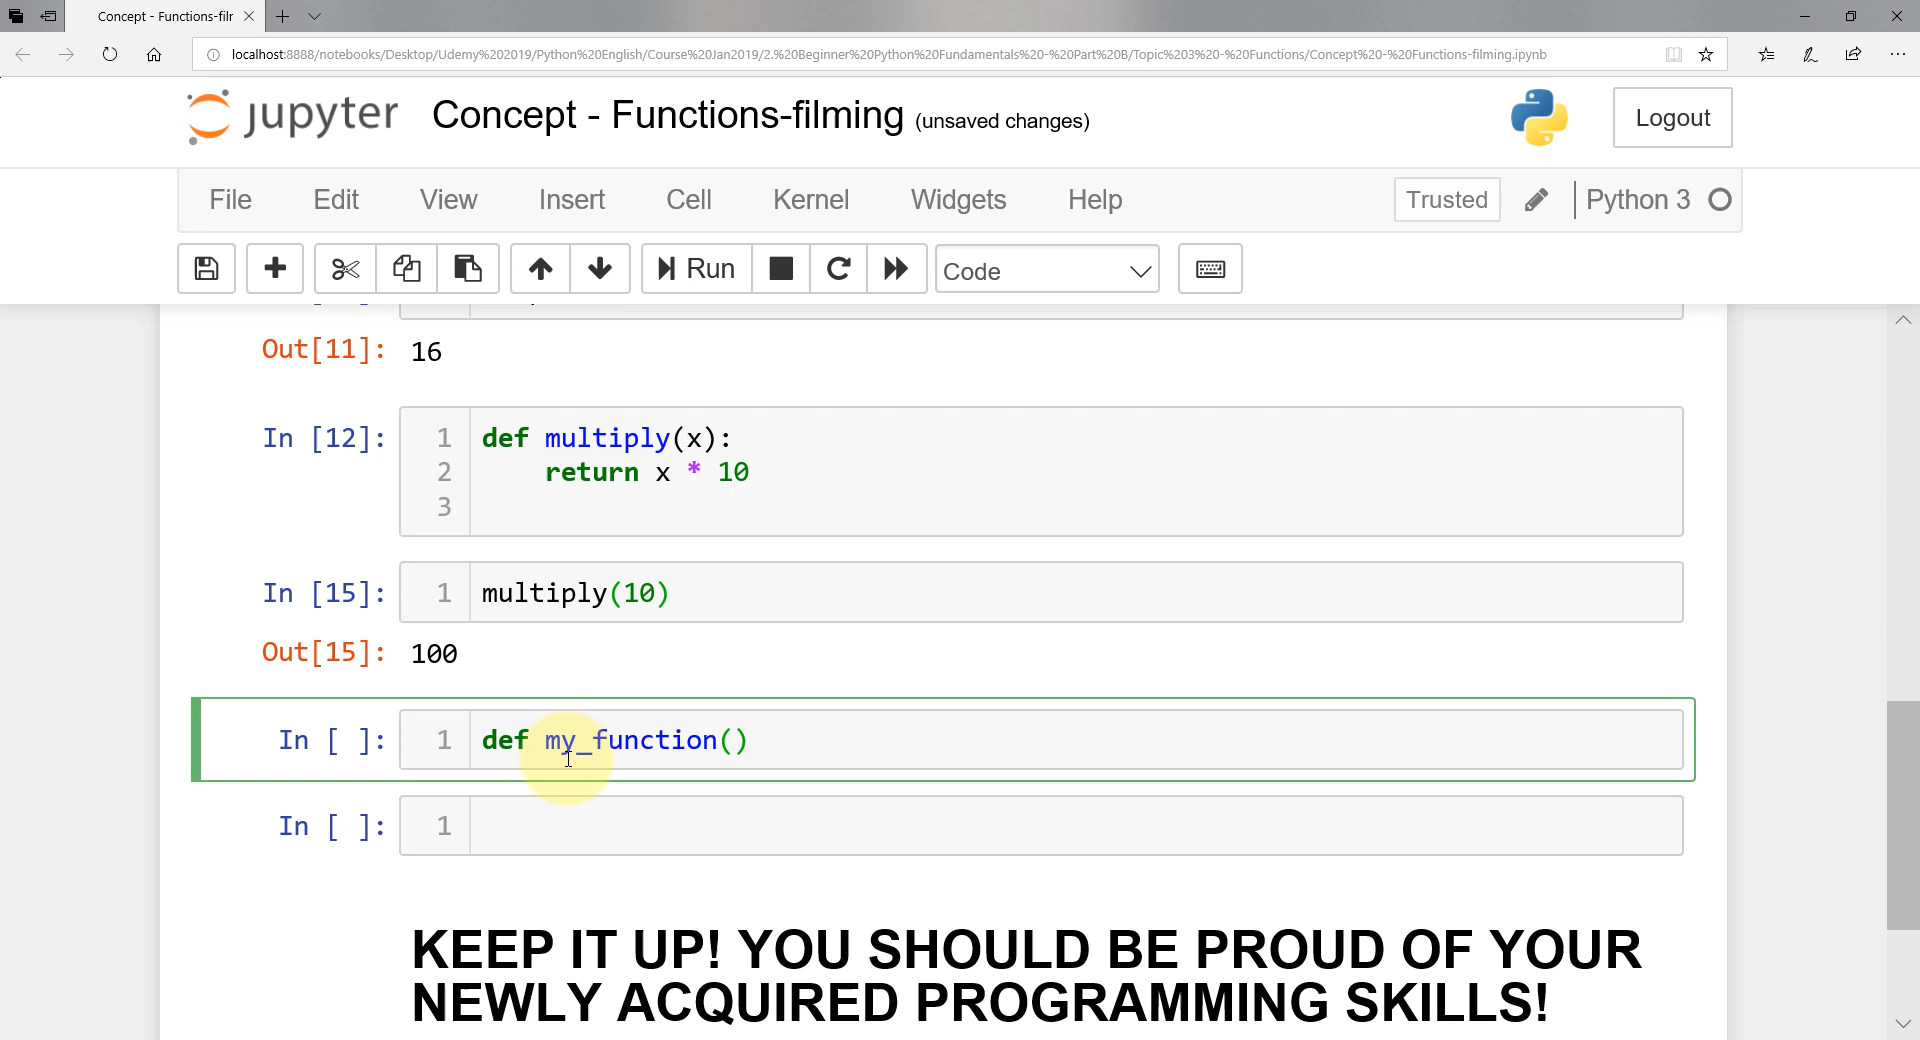 Concept - Functions-filr
localhost:8888/notebooks/Desktop/Udemy%202019/Python%20English/Course%20Jan2019/2.%20Beginner%20Python%20Fundamentals%20-%20Part%20B/Topic%203%20-%20Functions/Concept%20-%20Functions-filming.ipynb
jupyter Concept - Functions-filming (unsaved changes) Logout
File Edit View Insert Cell Kernel Widgets Help Trusted Python 3
Run Code
Out[11]: 16
In [12]: 1 def multiply(x):
2 return x * 10
3
In [15]: 1 multiply(10)
Out[15]: 100
In [ ]: 1 def my_function()
In [ ]: 1
KEEP IT UP! YOU SHOULD BE PROUD OF YOUR
NEWLY ACQUIRED PROGRAMMING SKILLS!